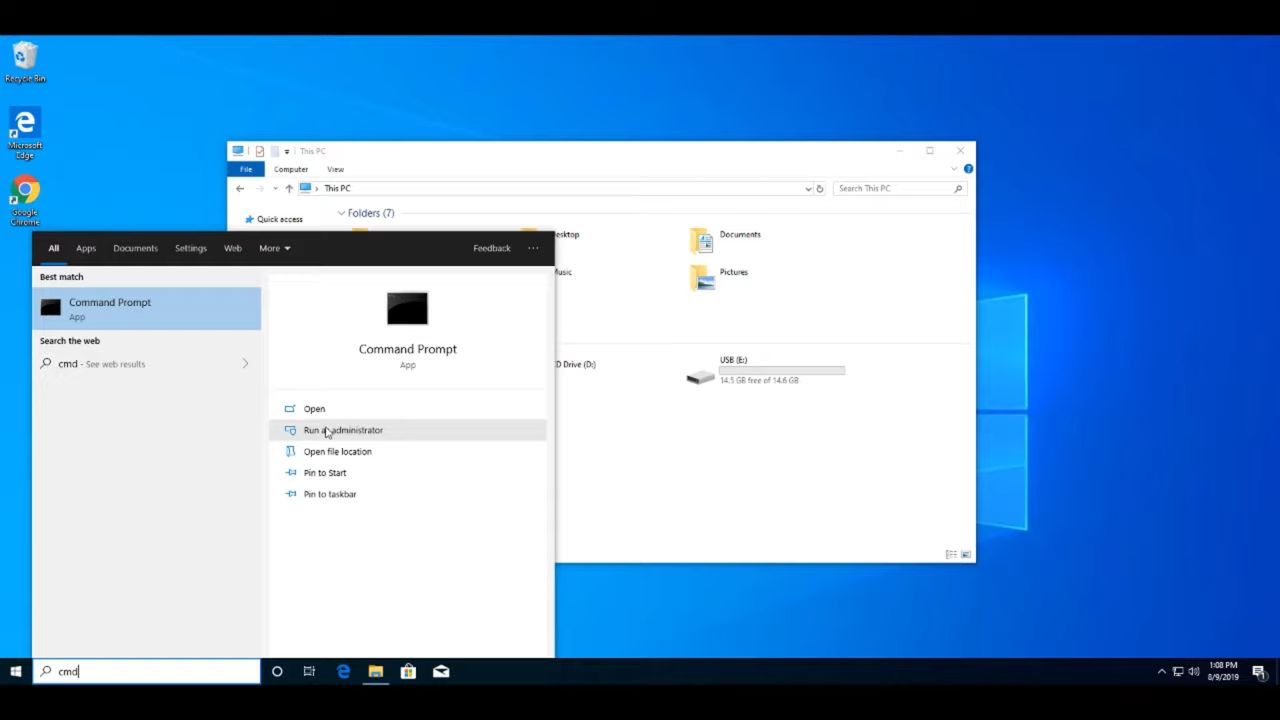 Recycle Bin
Microsoft
Edge
Google
Chrome
This PC
File
Computer
View
This PC
Search This PC
Quick access
Folders (7)
Documents
Pictures
USB (E:)
14.5 GB free of 14.6 GB
All
Apps
Documents
Settings
Web
More
Feedback
Best match
Command Prompt
App
Search the web
cmd - See web results
Command Prompt
App
Open
Run as administrator
Open file location
Pin to Start
Pin to taskbar
esktop
usic
D Drive (D:)
cmd
1:08 PM
8/9/2019
1